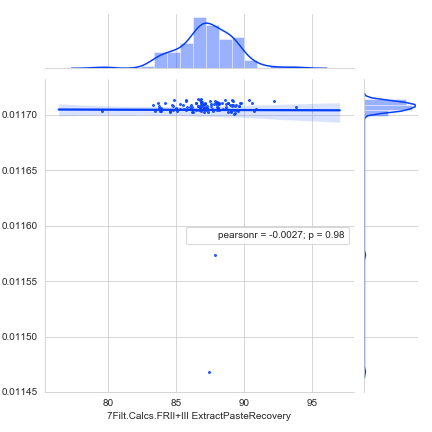 0.01170
0.01165
0.01160
pearsonr = -0.0027; p = 0.98
0.01155
0.01150
0.01145
80 85 90 95
7Filt.Calcs.FRII+III ExtractPasteRecovery